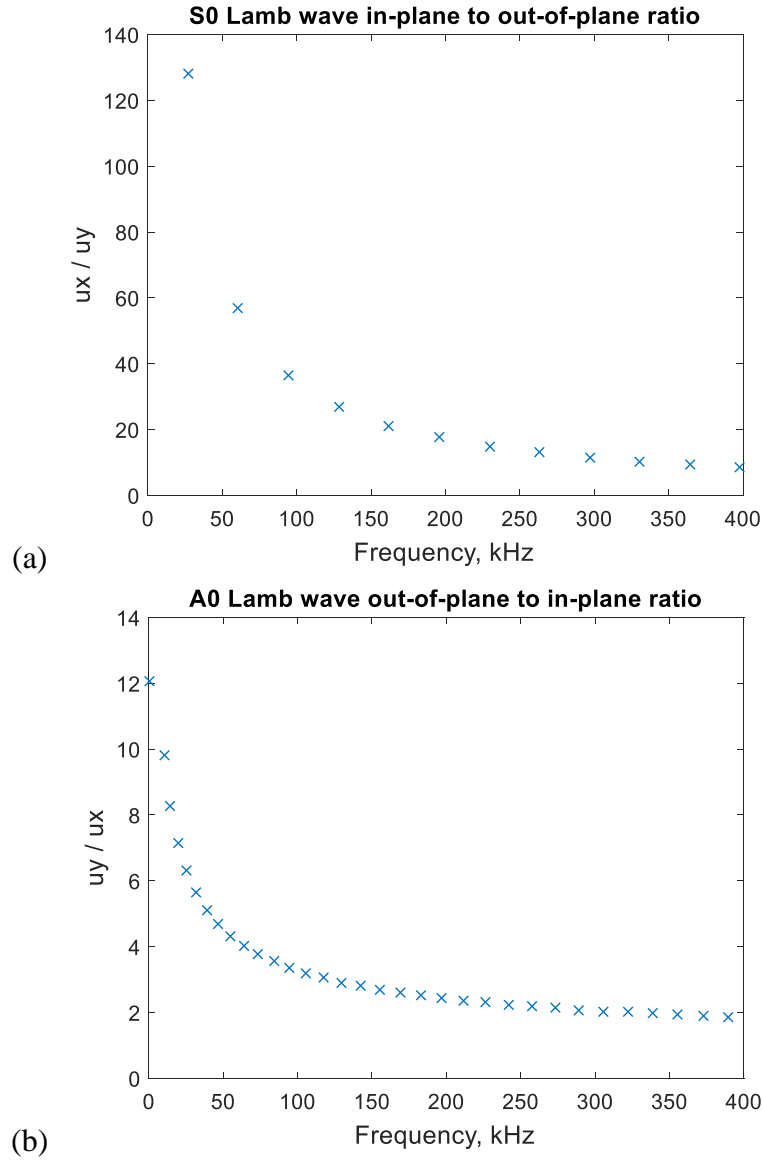 S0 Lamb wave in-plane to out-of-plane ratio
140
120
100
80
60
40
20
0
ux / uy
0 50 100 150 200 250 300 350 400
Frequency, kHz
(a)
A0 Lamb wave out-of-plane to in-plane ratio
14
12
10
8
6
4
2
0
uy / ux
0 50 100 150 200 250 300 350 400
Frequency, kHz
(b)